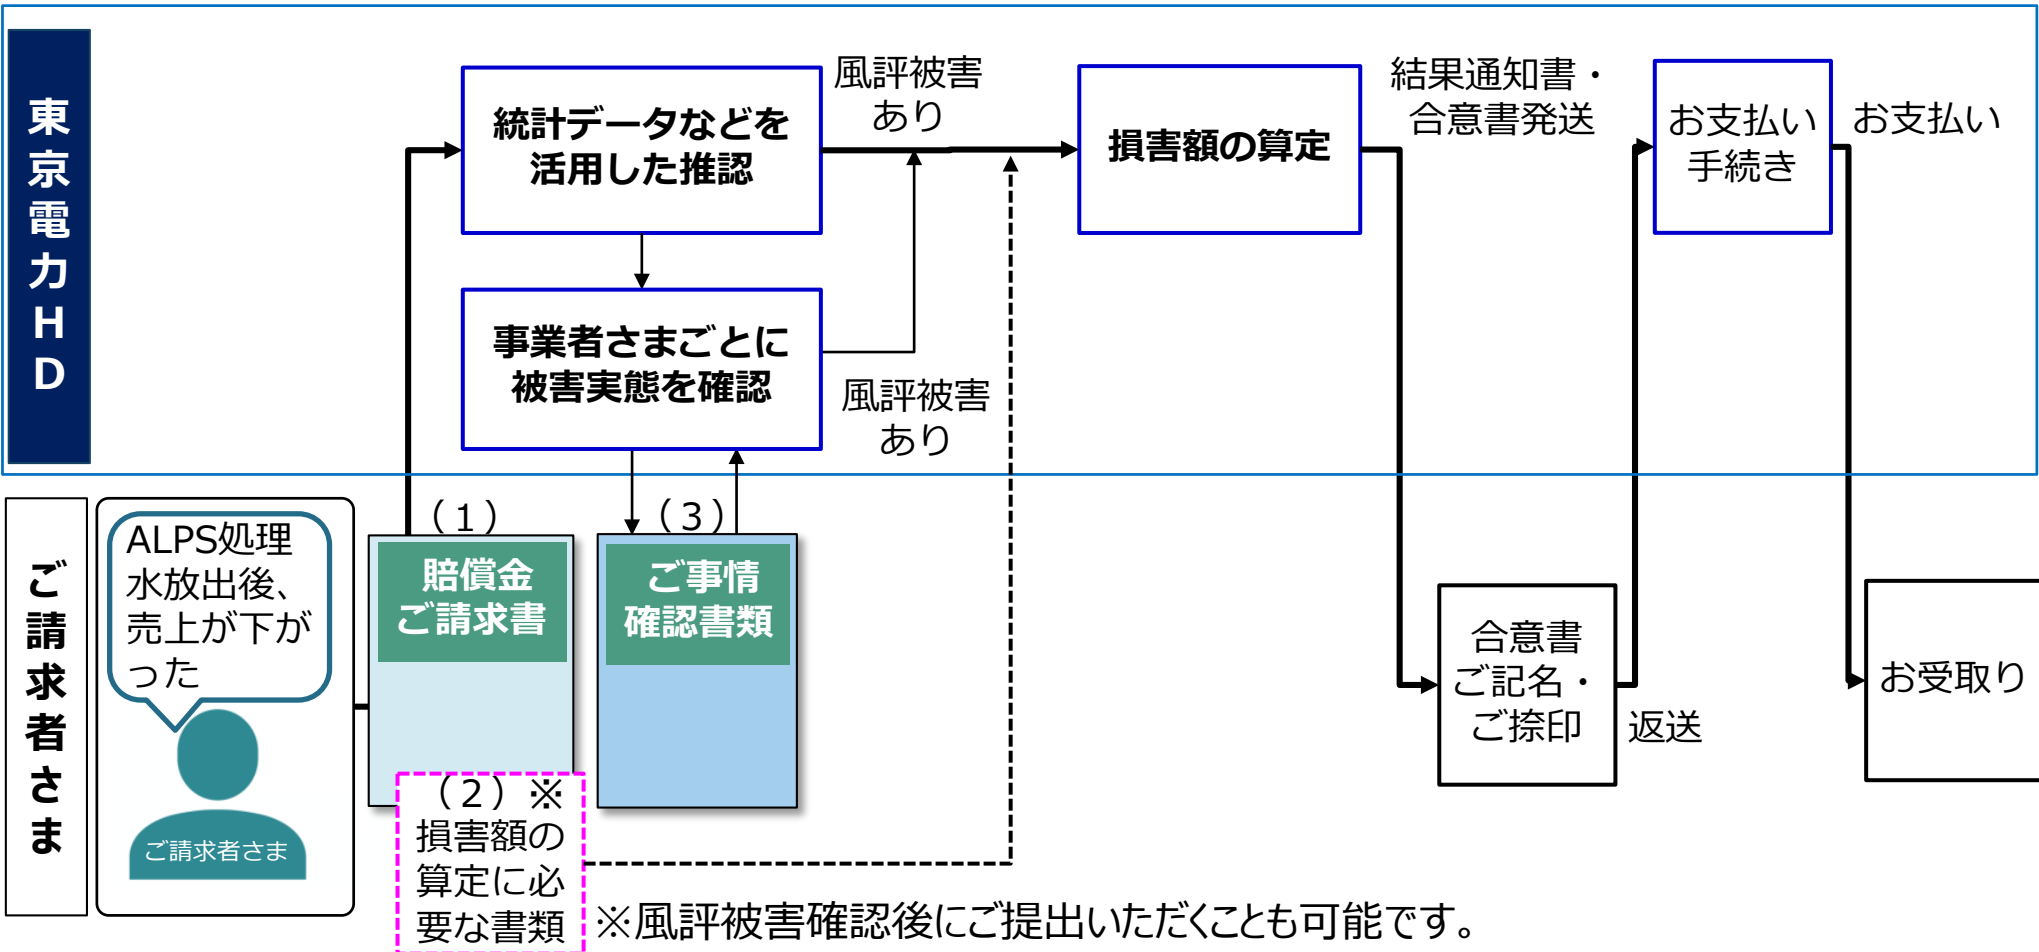 東京電力HD
統計データなどを
活用した推認
風評被害
あり
損害額の算定
結果通知書・
合意書発送
お支払い
手続き
お支払い
事業者さまごとに
被害実態を確認
風評被害
あり
ご請求者さま
ALPS処理
水放出後、
売上が下が
った
ご請求者さま
（1）
賠償金
ご請求書
（2）※
損害額の
算定に必
要な書類
（3）
ご事情
確認書類
合意書
ご記名・
ご捺印
返送
お受取り
※風評被害確認後にご提出いただくことも可能です。